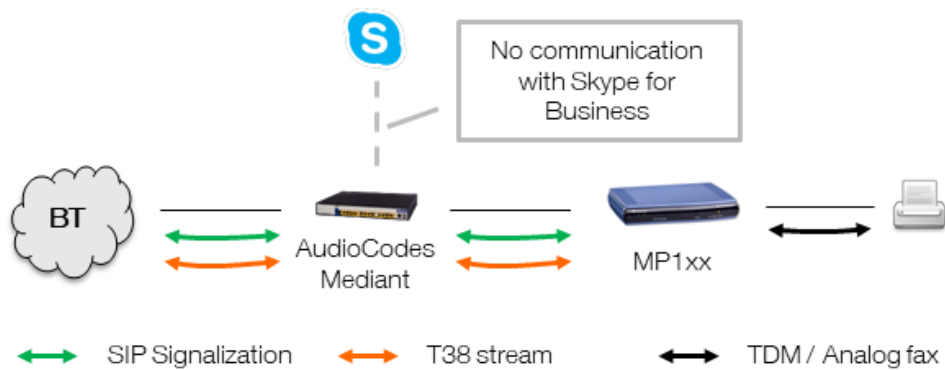 S
No communication
with Skype for
Business
BT
AudioCodes
Mediant
MP1xx
SIP Signalization
T38 stream
TDM / Analog fax